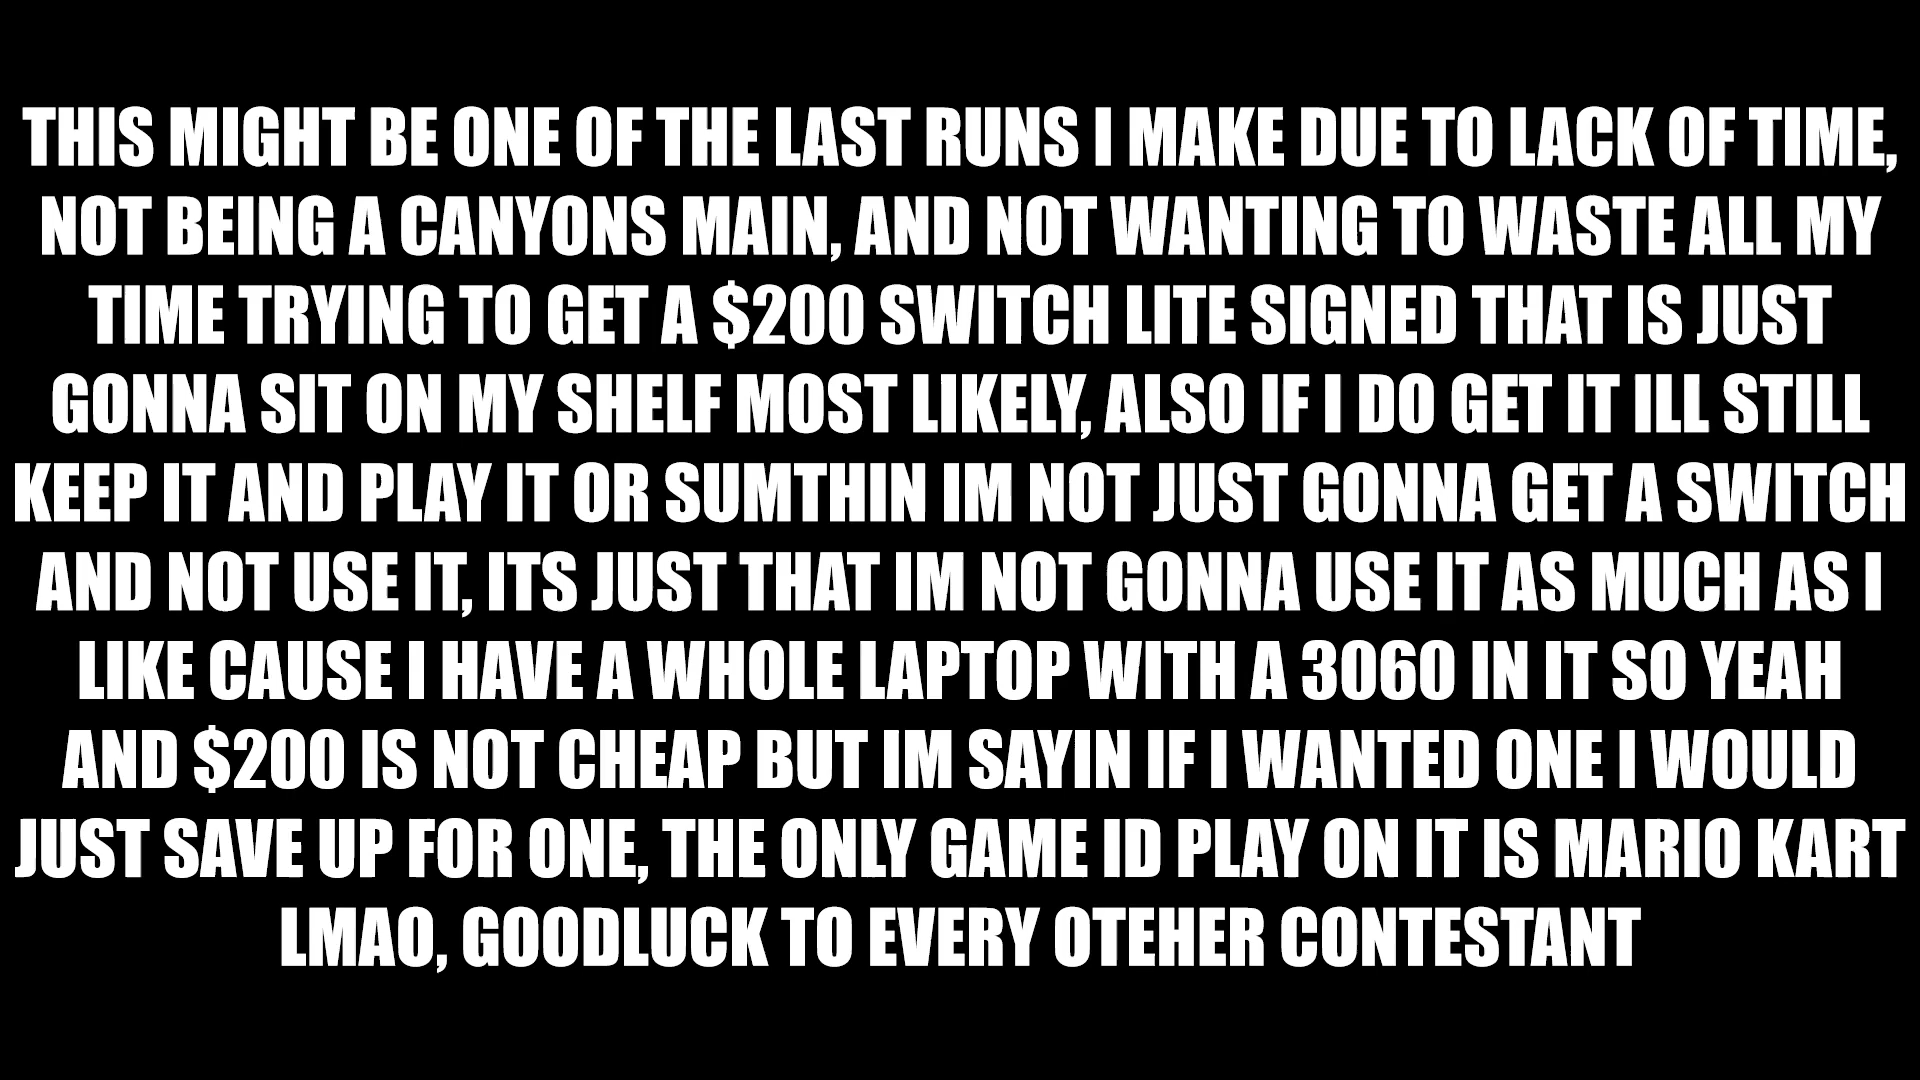 THIS MIGHT BE ONE OF THE LAST RUNS I MAKE DUE TO LACK OF TIME,
NOT BEING A CANYONS MAIN, AND NOT WANTING TO WASTE ALL MY
TIME TRYING TO GET A $200 SWITCH LITE SIGNED THAT IS JUST
GONNA SIT ON MY SHELF MOST LIKELY, ALSO IF I DO GET IT ILL STILL
KEEP IT AND PLAY IT OR SUMTHIN IM NOT JUST GONNA GET A SWITCH
AND NOT USE IT, ITS JUST THAT IM NOT GONNA USE IT AS MUCH AS I
LIKE CAUSE I HAVE A WHOLE LAPTOP WITH A 3060 IN IT SO YEAH
AND $200 IS NOT CHEAP BUT IM SAYIN IF I WANTED ONE I WOULD
JUST SAVE UP FOR ONE, THE ONLY GAME ID PLAY ON IT IS MARIO KART
LMAO, GOODLUCK TO EVERY OTEHER CONTESTANT